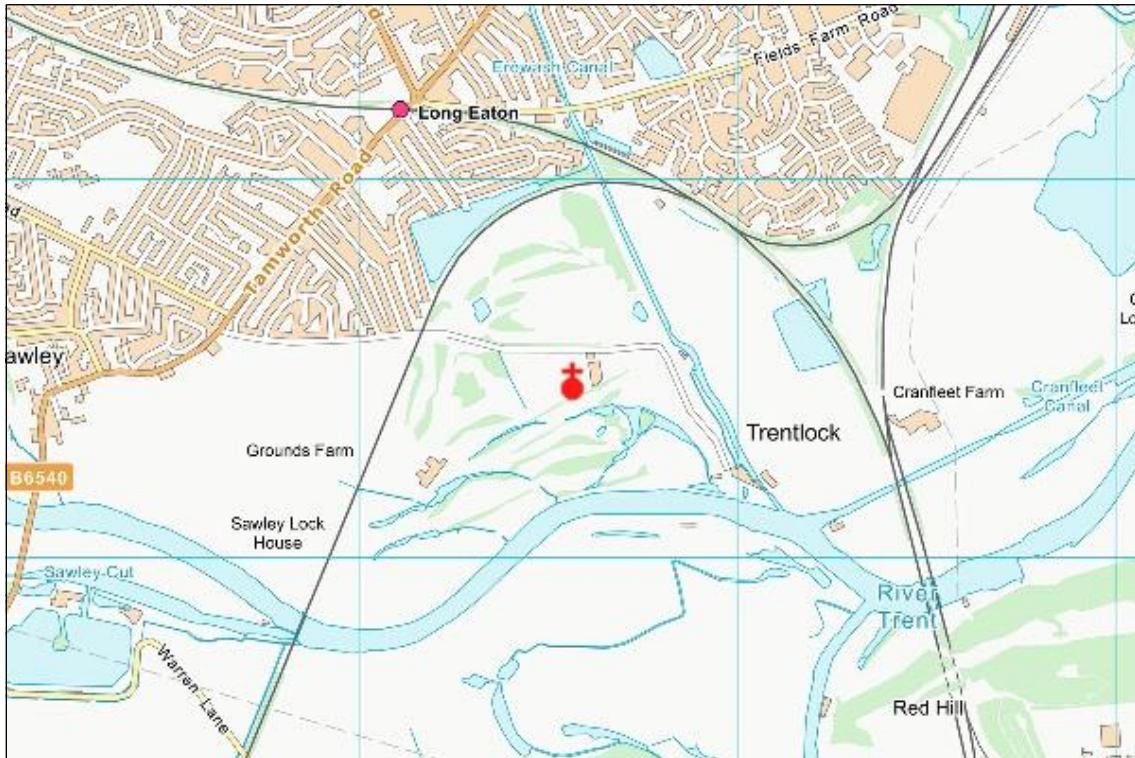 Fields Farm Road
Erewash Canal
Long Eaton
Tamworth Road
awley
Cranfleet Farm
Cranfleet
Canal
Trentlock
Grounds Farm
B6540
Sawley Lock
House
Sawley Cut
River
Trent
Warren Lane
Red Hill